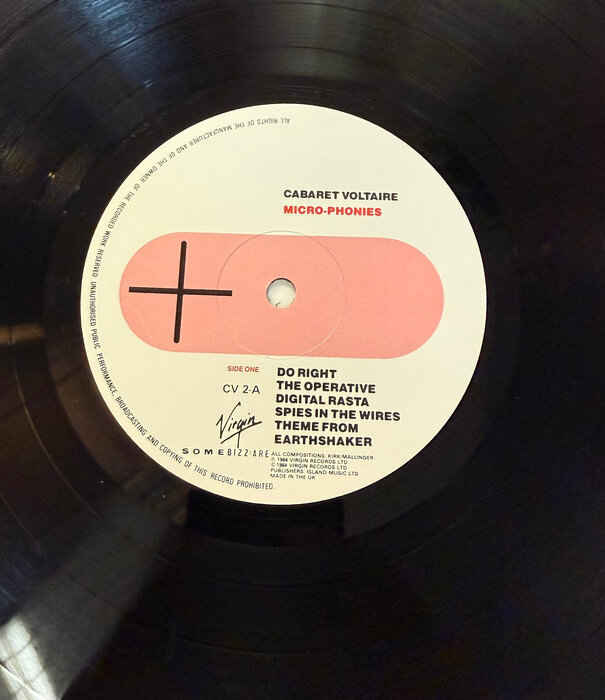 CABARET VOLTAIRE
MICRO-PHONIES
SIDE ONE
CV 2-A
DO RIGHT
THE OPERATIVE
DIGITAL RASTA
SPIES IN THE WIRES
THEME FROM
EARTHSHAKER
Virgin
SOMEBIZZARE
ALL COMPOSITIONS: KIRK/MALLINDER
℗ 1984 VIRGIN RECORDS LTD
© 1984 VIRGIN RECORDS LTD
PUBLISHERS: ISLAND MUSIC LTD
MADE IN THE UK
ALL RIGHTS OF THE MANUFACTURER AND OF THE OWNER OF THE RECORDED WORK RESERVED. UNAUTHORISED PUBLIC PERFORMANCE, BROADCASTING AND COPYING OF THIS RECORD PROHIBITED.